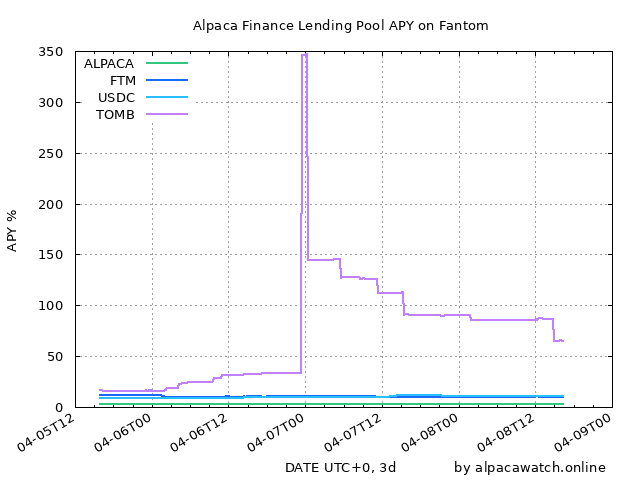 Alpaca Finance Lending Pool APY on Fantom
APY %
350
300
250
200
150
100
50
0
ALPACA
FTM
USDC
TOMB
04-05T12
04-06T00
04-06T12
04-07T00
04-07T12
04-08T00
04-08T12
04-09T00
DATE UTC+0, 3d
by alpacawatch.online